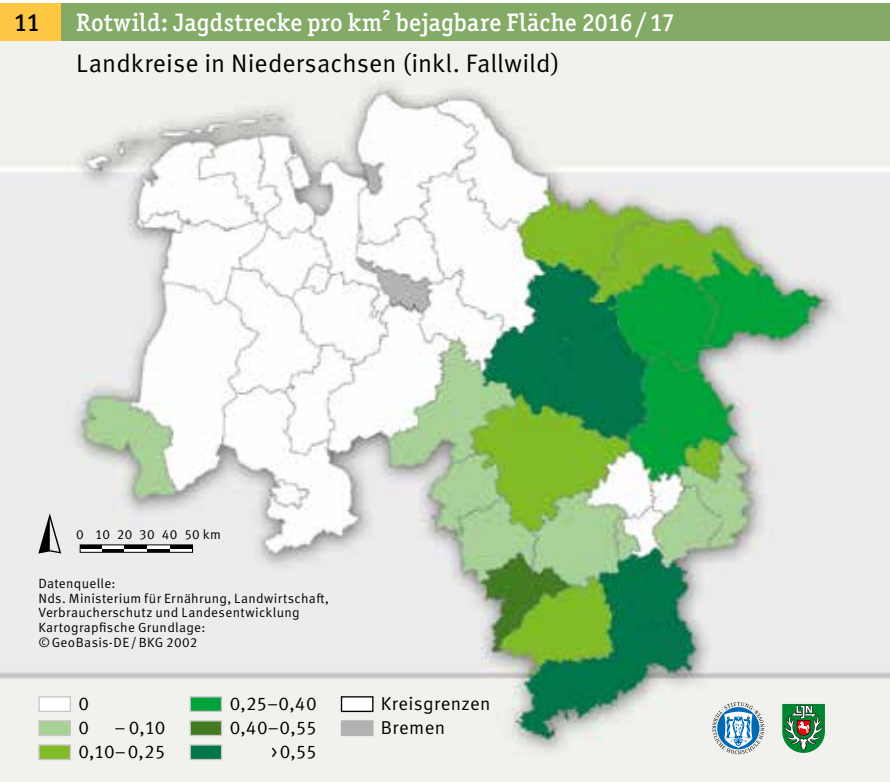 11 Rotwild: Jagdstrecke pro km² bejagbare Fläche 2016/17
Landkreise in Niedersachsen (inkl. Fallwild)
0 10 20 30 40 50 km
Datenquelle:
Nds. Ministerium für Ernährung, Landwirtschaft,
Verbraucherschutz und Landesentwicklung
Kartografische Grundlage:
© GeoBasis-DE/BKG 2002
0 0,25–0,40 Kreisgrenzen
0 –0,10 0,40–0,55 Bremen
0,10–0,25 >0,55
STIFTUNG
LJN